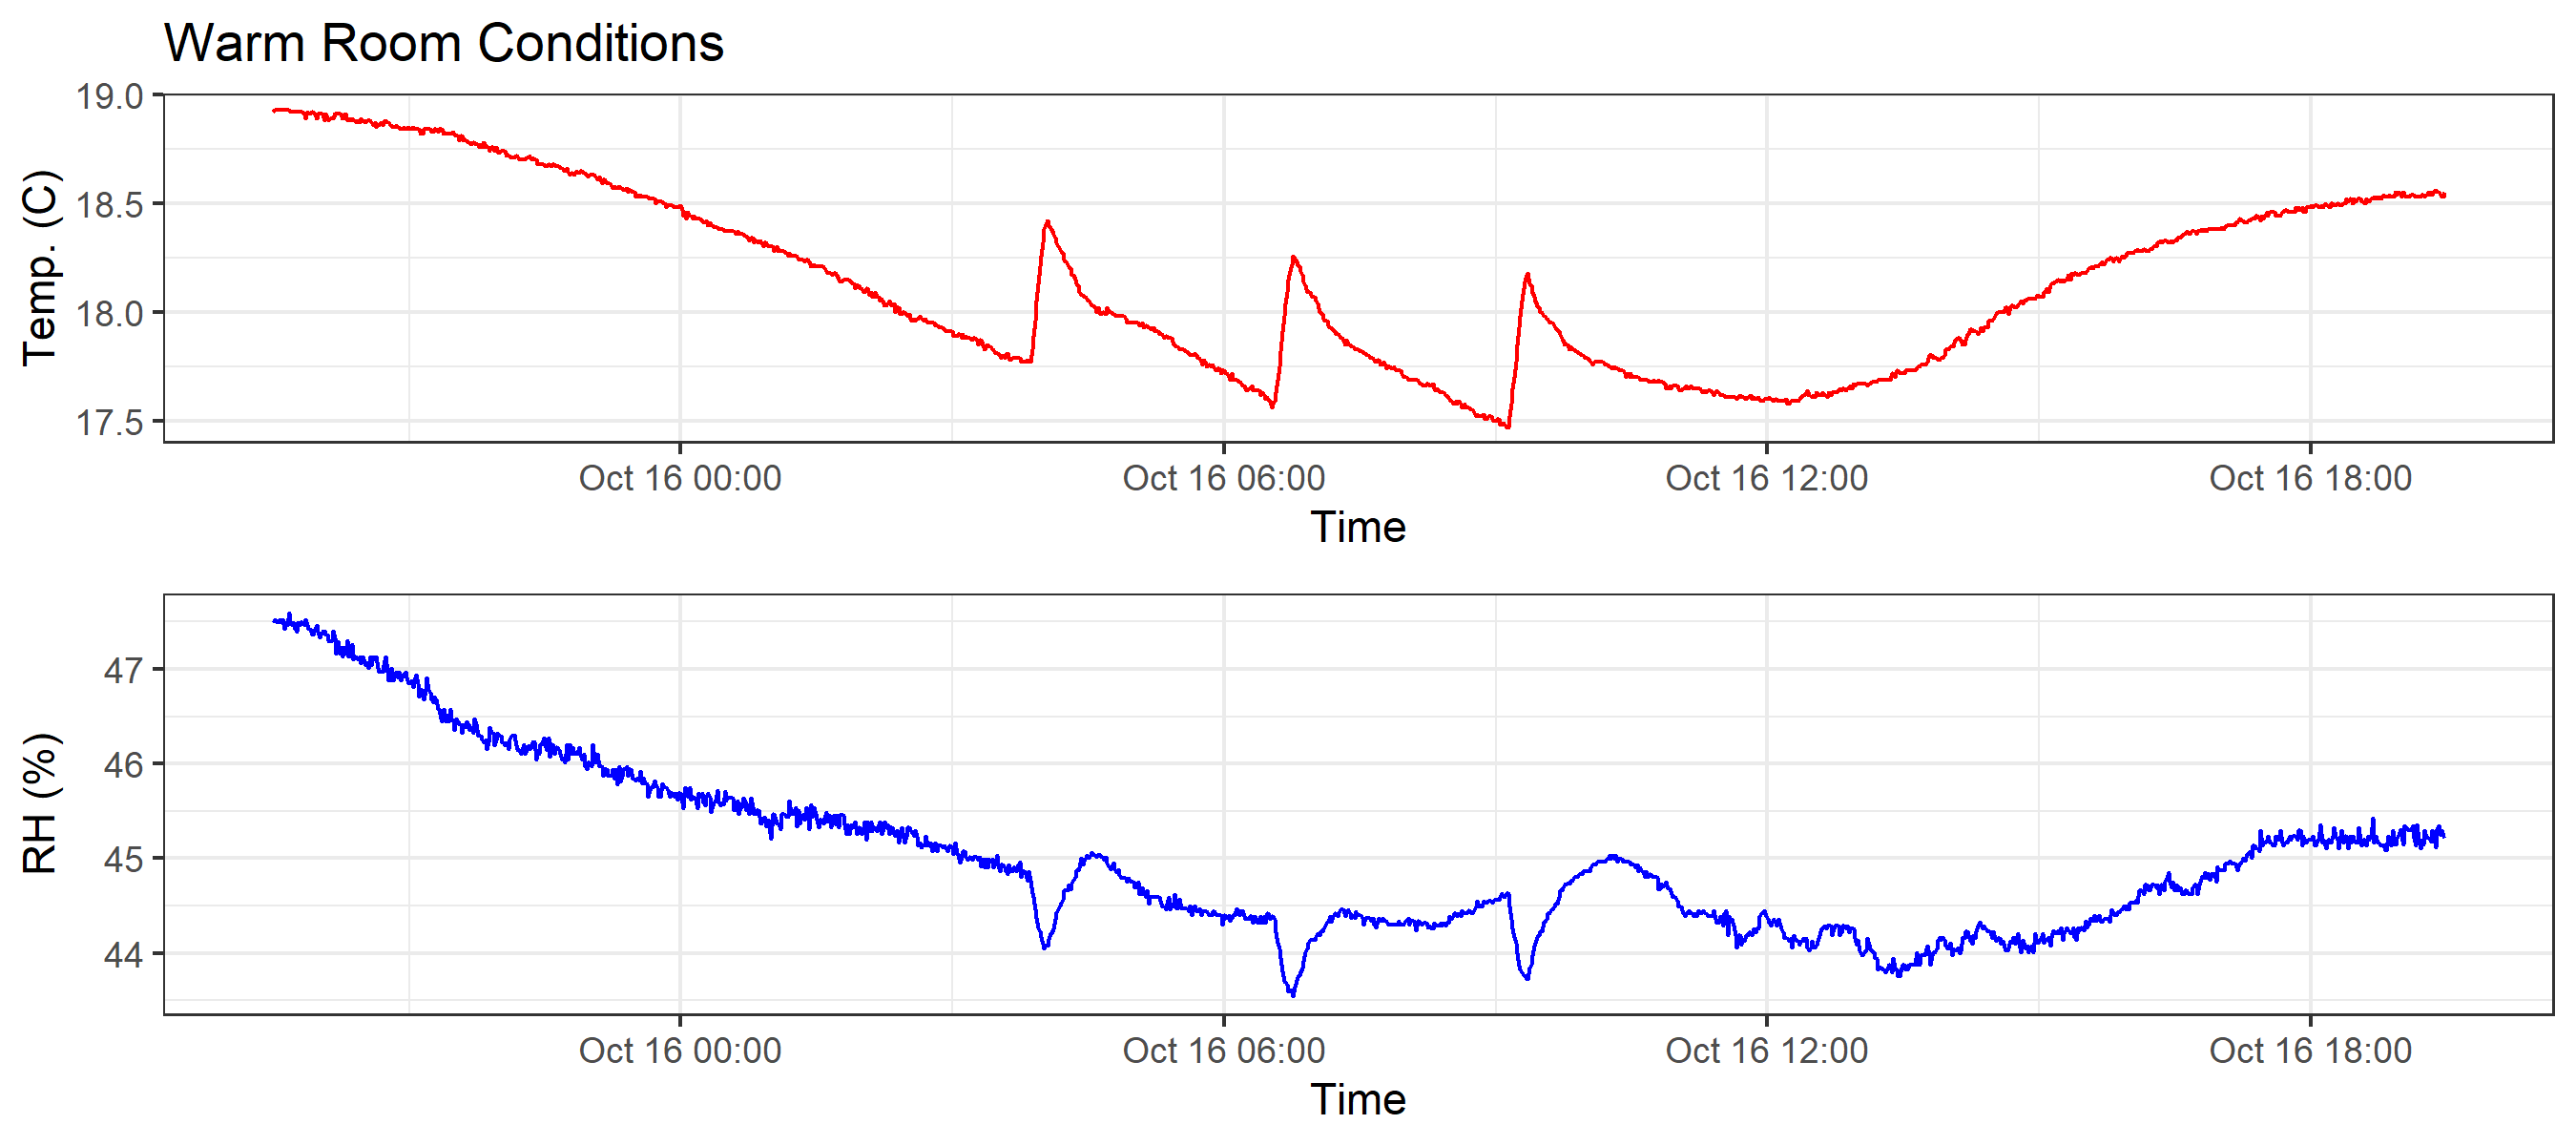 Warm Room Conditions
19.0
18.5
18.0
17.5
Temp. (C)
Oct 16 00:00 Oct 16 06:00 Oct 16 12:00 Oct 16 18:00
Time
47
46
45
44
RH (%)
Oct 16 00:00 Oct 16 06:00 Oct 16 12:00 Oct 16 18:00
Time